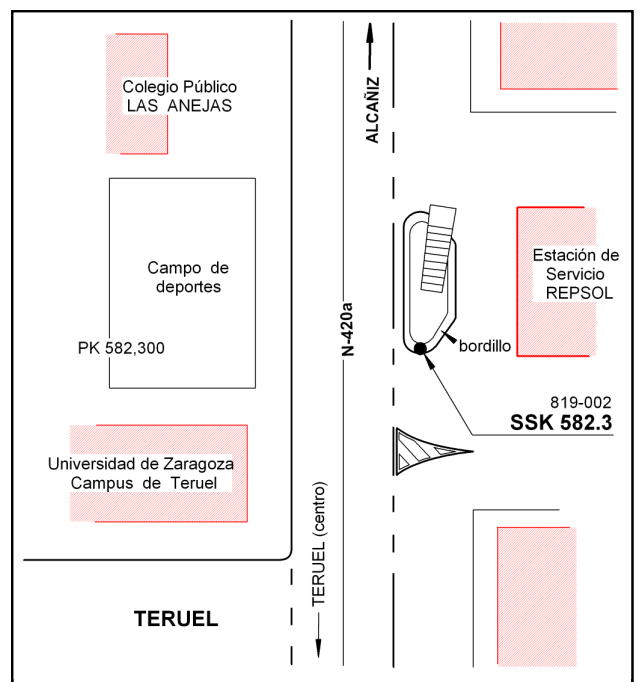 Colegio Público
LAS ANEJAS
ALCAÑIZ
Campo de
deportes
Estación de
Servicio
REPSOL
N-420a
PK 582,300
bordillo
819-002
SSK 582.3
Universidad de Zaragoza
Campus de Teruel
TERUEL (centro)
TERUEL